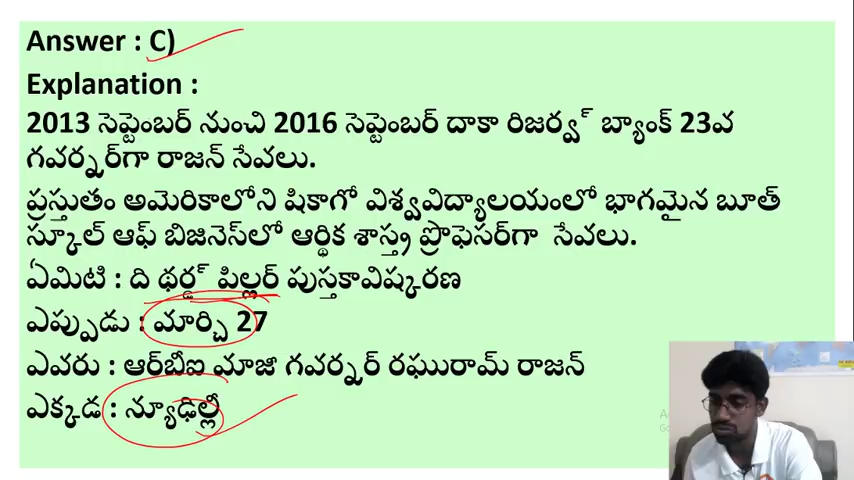 Answer : C)
Explanation :
2013 సెప్టెంబర్ నుంచి 2016 సెప్టెంబర్ దాకా రిజర్వ్ బ్యాంక్ 23వ
గవర్నర్‌గా రాజన్ సేవలు.
ప్రస్తుతం అమెరికాలోని షికాగో విశ్వవిద్యాలయంలో భాగమైన బూత్
స్కూల్ ఆఫ్ బిజినెస్‌లో ఆర్థిక శాస్త్ర ప్రొఫెసర్‌గా సేవలు.
ఏమిటి : ది థర్డ్ పిల్లర్ పుస్తకావిష్కరణ
ఎప్పుడు : మార్చి 27
ఎవరు : ఆర్‌బీఐ మాజీ గవర్నర్ రఘురామ్ రాజన్
ఎక్కడ : న్యూఢిల్లీ